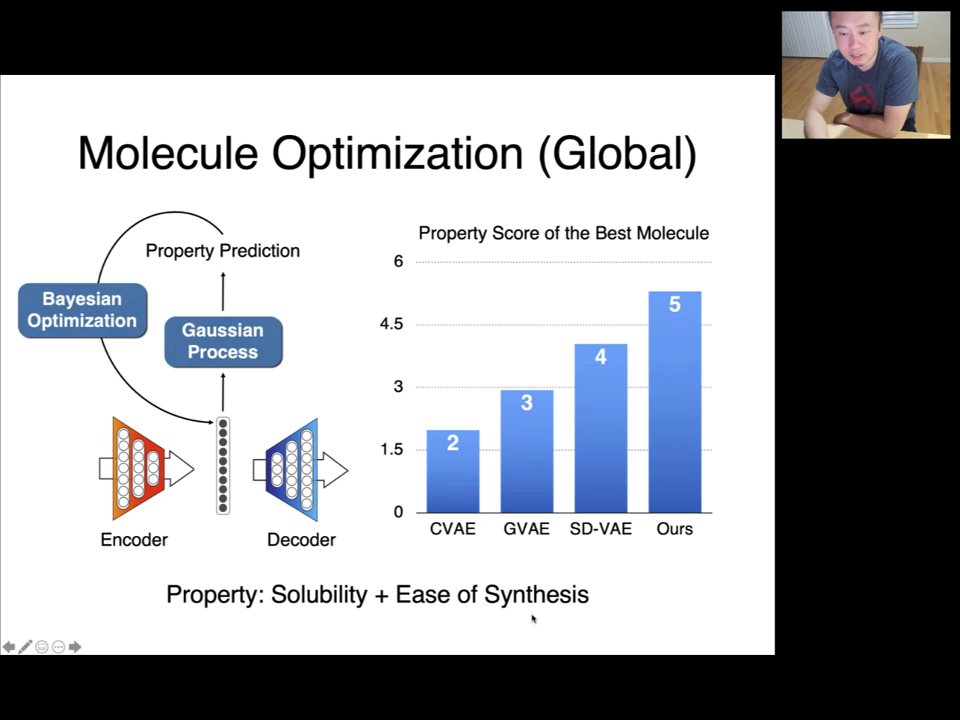 Molecule Optimization (Global)
Property Prediction
Bayesian
Optimization
Gaussian
Process
Encoder
Decoder
Property Score of the Best Molecule
6
4.5
3
1.5
0
2
3
4
5
CVAE
GVAE
SD-VAE
Ours
Property: Solubility + Ease of Synthesis